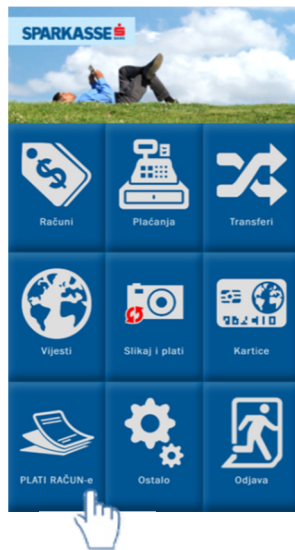 SPARKASSE
Računi
Plaćanja
Transferi
Vijesti
Slikaj i plati
Kartice
PLATI RAČUN-e
Ostalo
Odjava